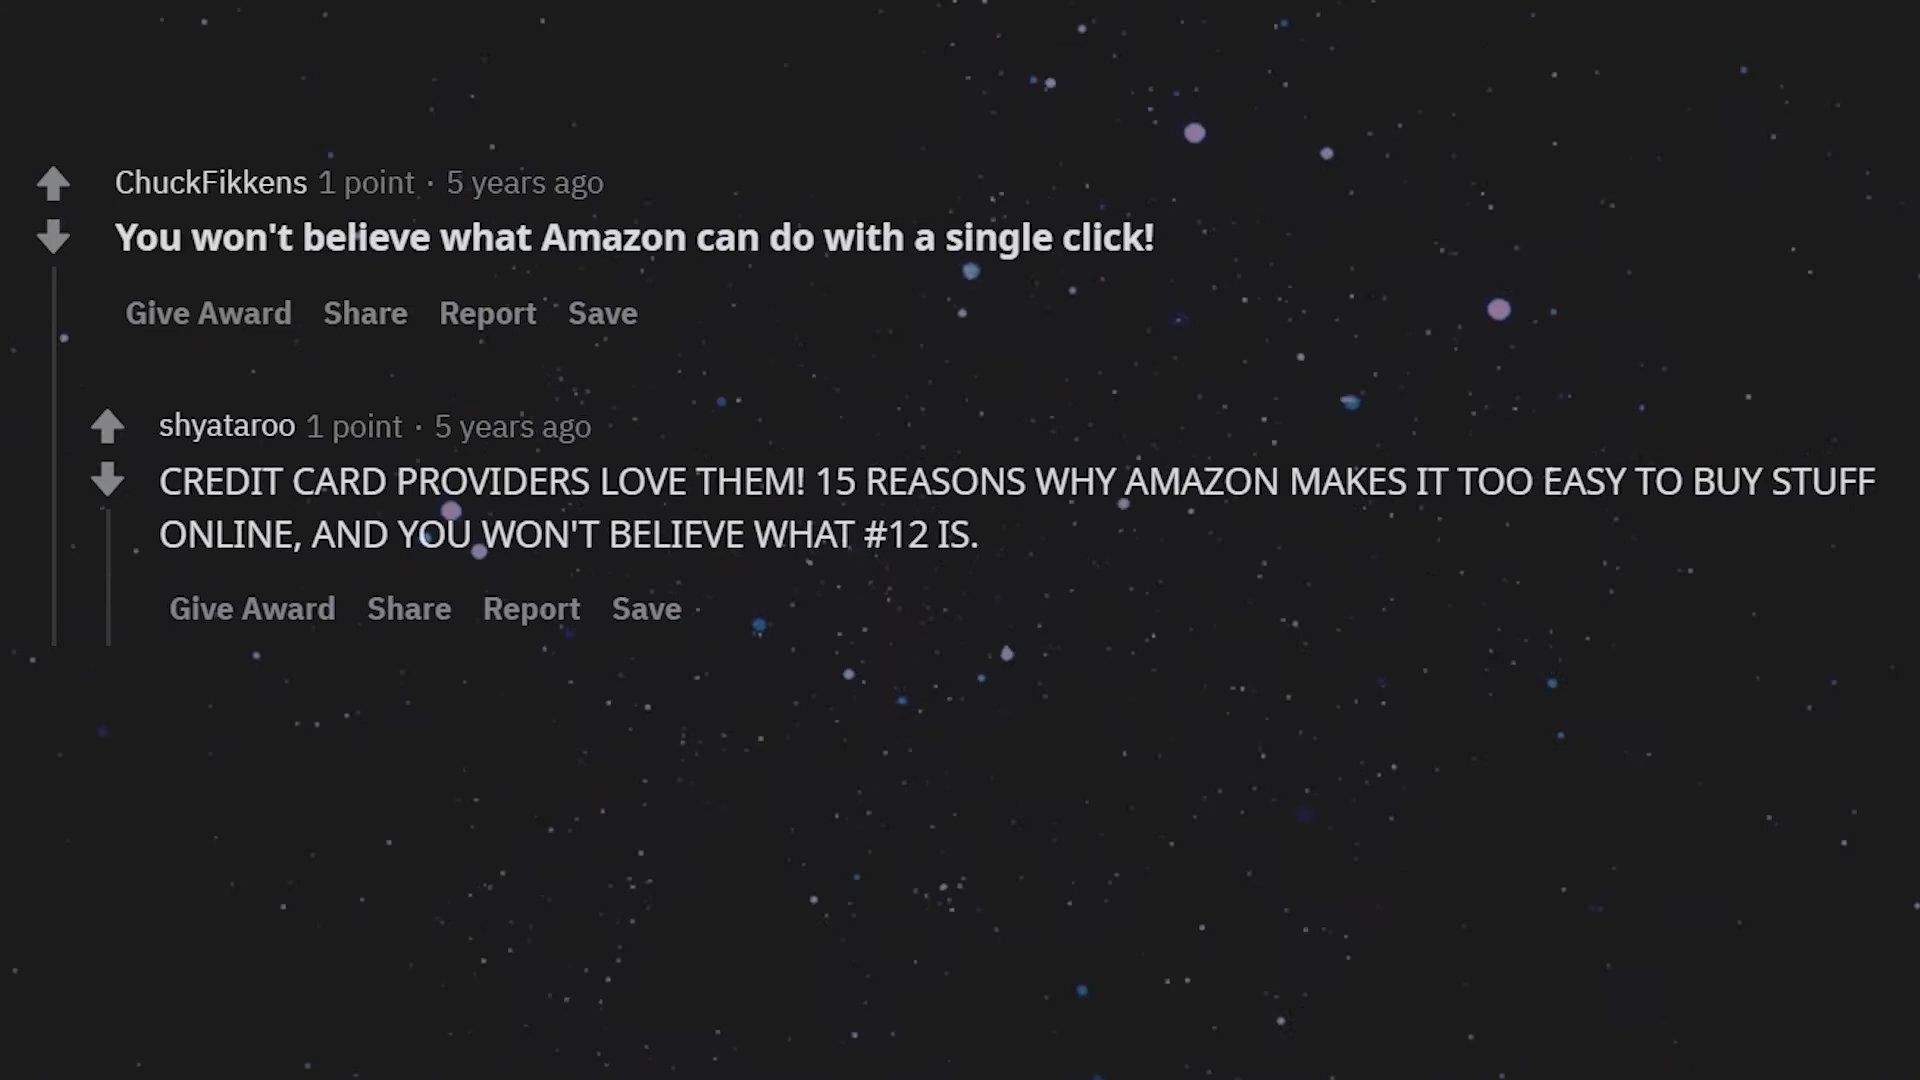 ChuckFikkens 1 point · 5 years ago
You won't believe what Amazon can do with a single click!
Give Award Share Report Save
shyataroo 1 point · 5 years ago
CREDIT CARD PROVIDERS LOVE THEM! 15 REASONS WHY AMAZON MAKES IT TOO EASY TO BUY STUFF
ONLINE, AND YOU WON'T BELIEVE WHAT #12 IS.
Give Award Share Report Save